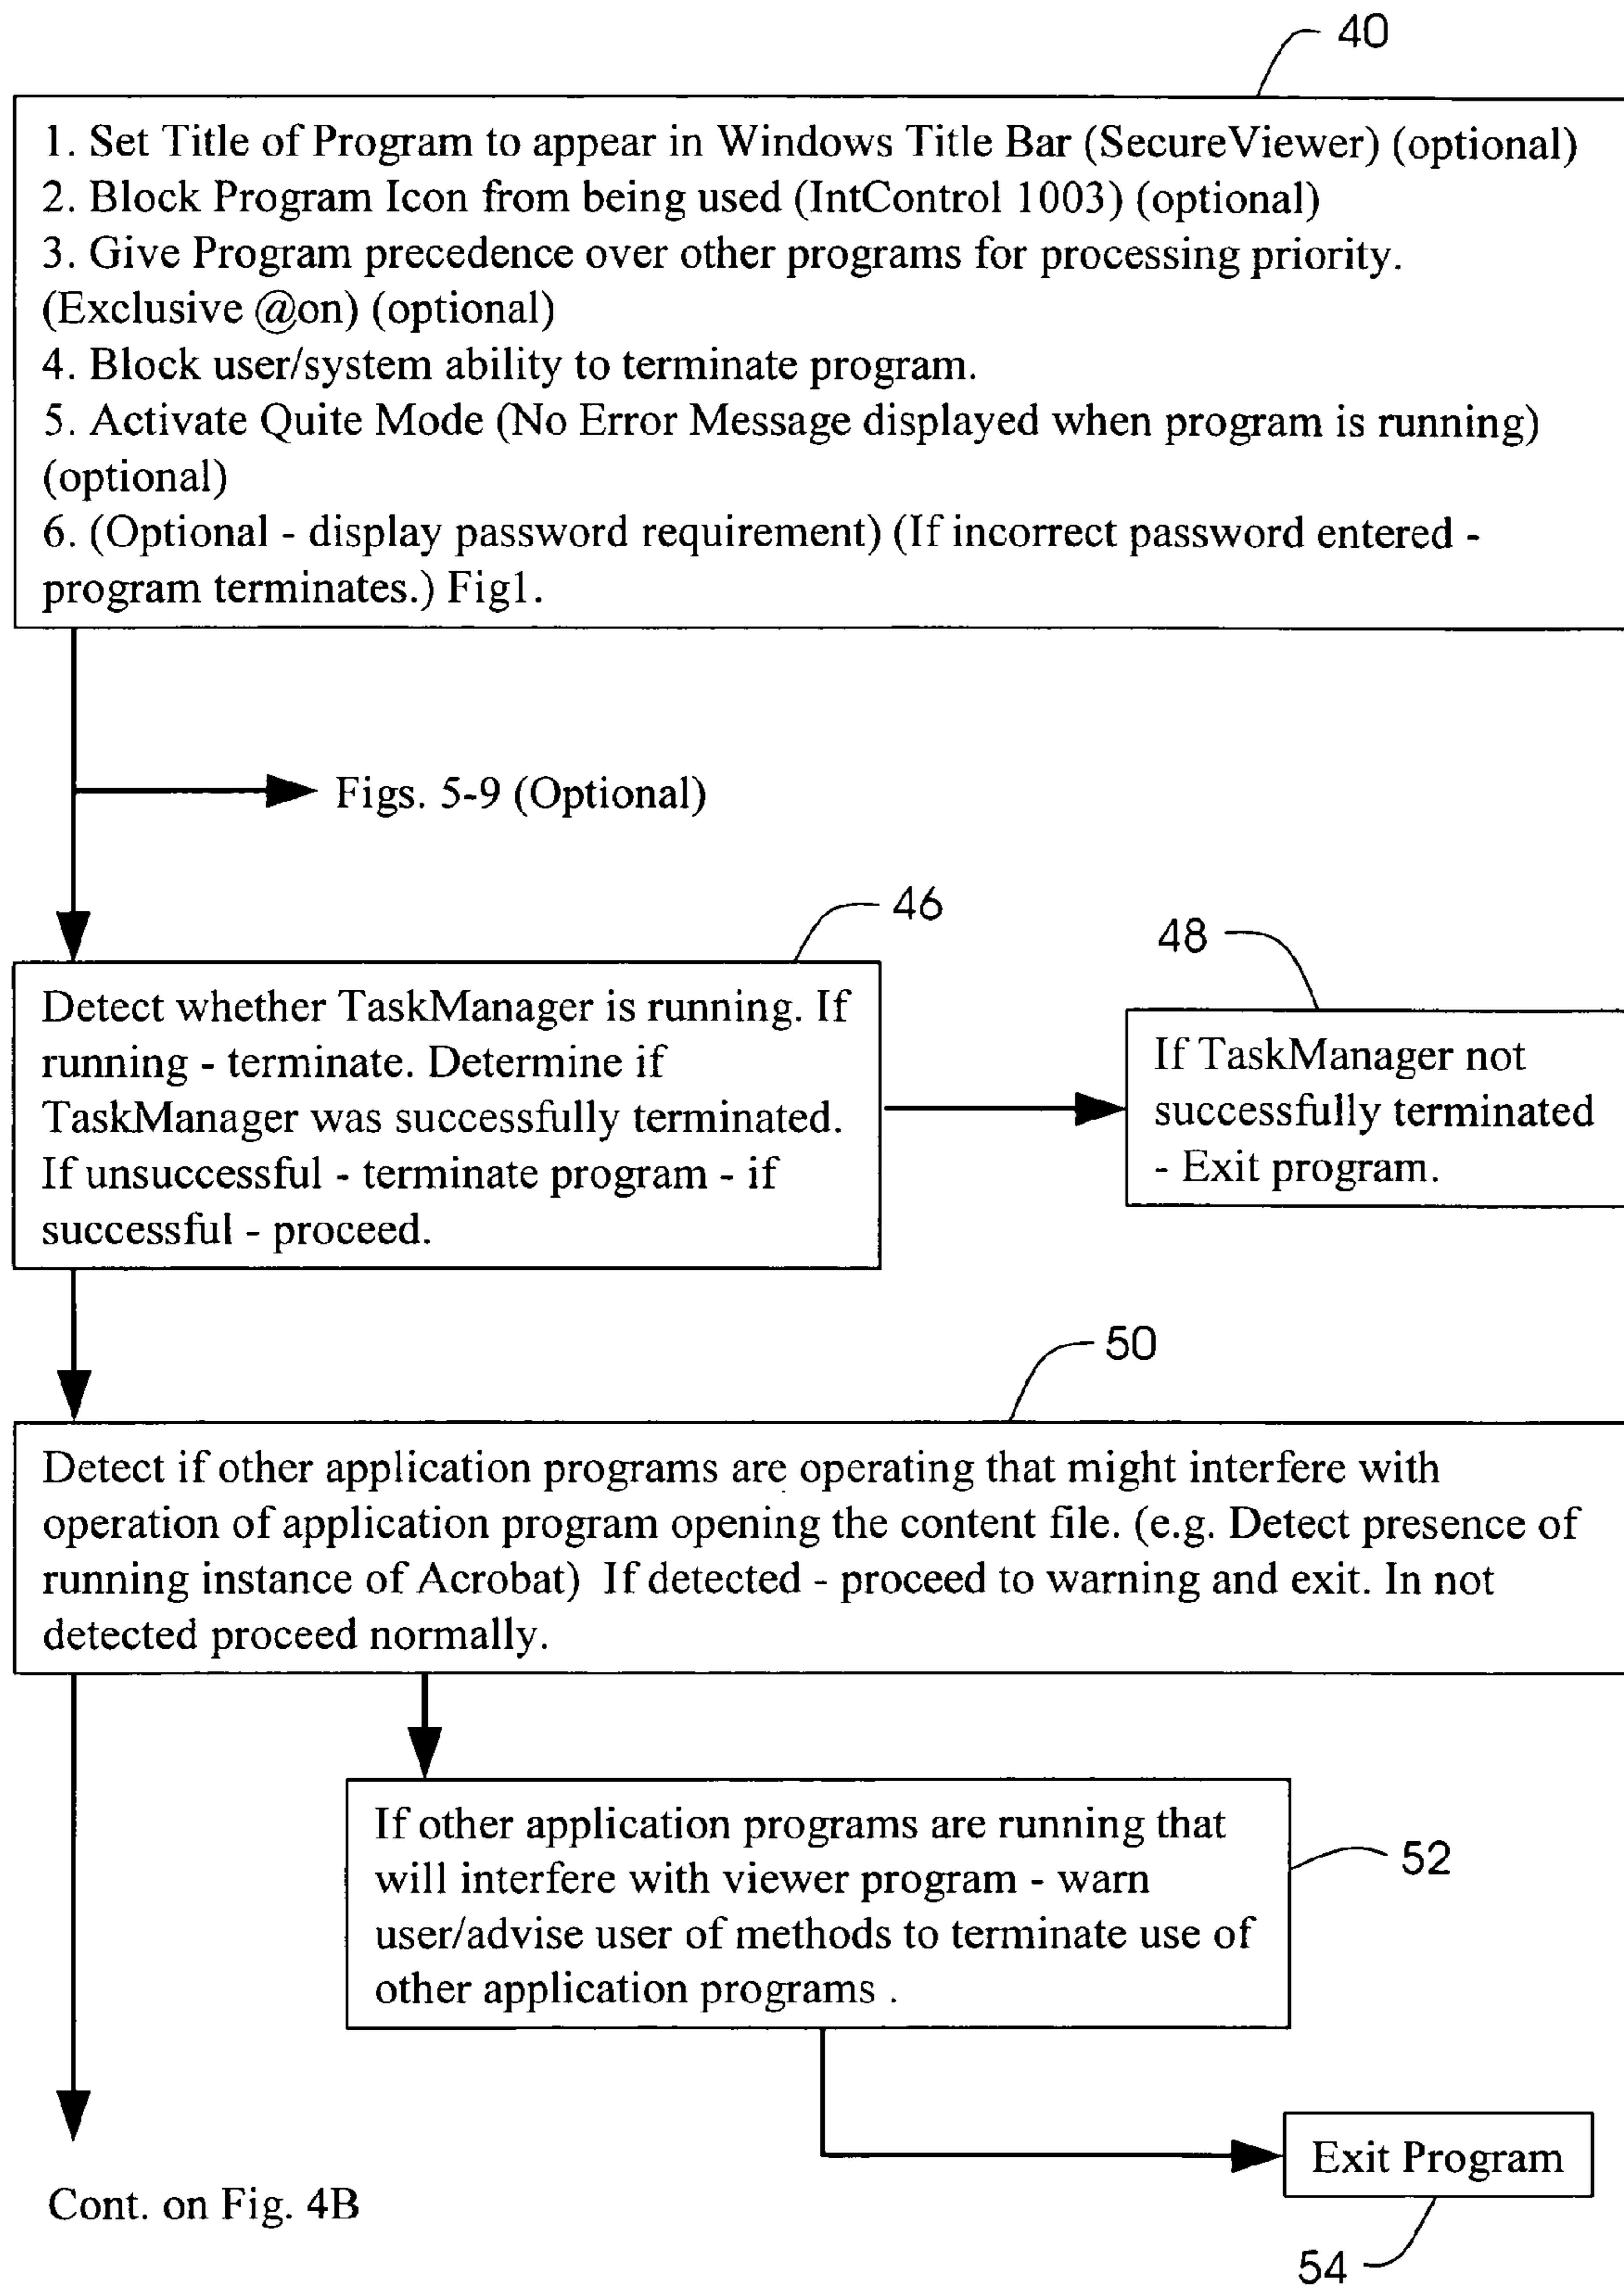 40
1. Set Title of Program to appear in Windows Title Bar (SecureViewer) (optional)
2. Block Program Icon from being used (IntControl 1003) (optional)
3. Give Program precedence over other programs for processing priority.
(Exclusive @on) (optional)
4. Block user/system ability to terminate program.
5. Activate Quite Mode (No Error Message displayed when program is running)
(optional)
6. (Optional - display password requirement) (If incorrect password entered -
program terminates.) Fig1.
Figs. 5-9 (Optional)
46
Detect whether TaskManager is running. If
running - terminate. Determine if
TaskManager was successfully terminated.
If unsuccessful - terminate program - if
successful - proceed.
48
If TaskManager not
successfully terminated
- Exit program.
50
Detect if other application programs are operating that might interfere with
operation of application program opening the content file. (e.g. Detect presence of
running instance of Acrobat) If detected - proceed to warning and exit. In not
detected proceed normally.
If other application programs are running that
will interfere with viewer program - warn
user/advise user of methods to terminate use of
other application programs .
52
Exit Program
54
Cont. on Fig. 4B